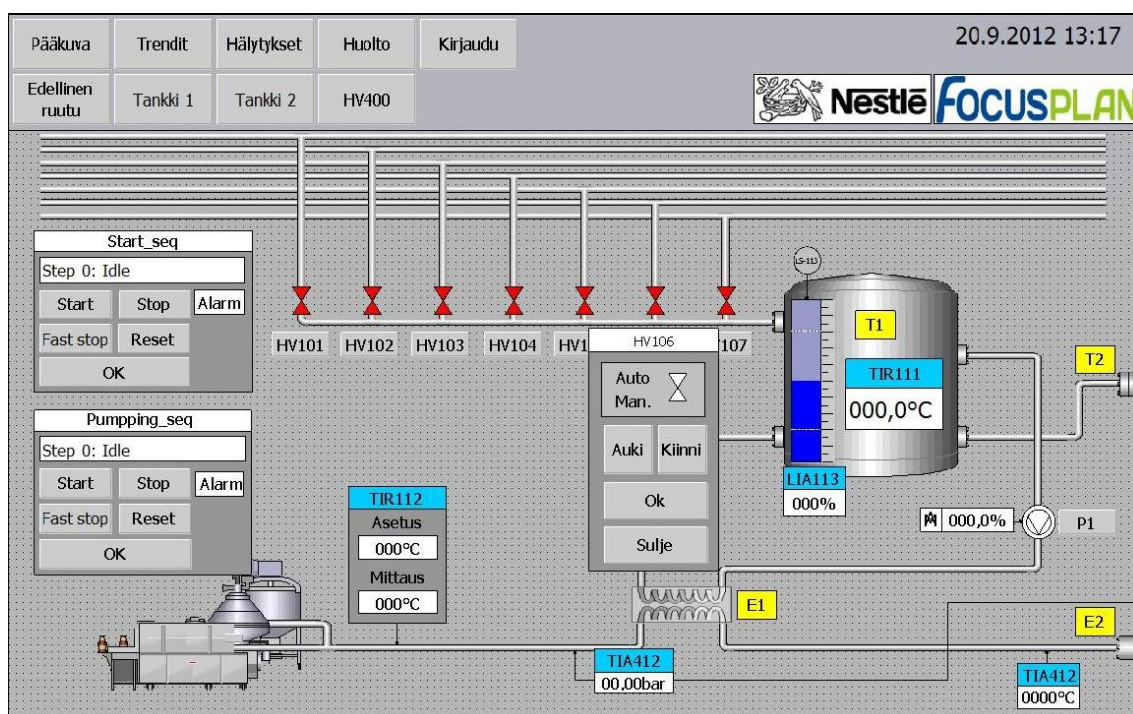 Pääkuva Trendit Hälytykset Huolto Kirjaudu
20.9.2012 13:17
Edellinen
ruutu
Tankki 1 Tankki 2 HV400
Nestlē FOCUSPLAN
Start_seq
Step 0: Idle
Start Stop Alarm
Fast stop Reset
OK
LS-113
T1
HV101 HV102 HV103 HV104 HV1 107
HV106
Auto
Man.
Auki Kiinni
Ok
Sulje
TIR111
000,0°C
T2
Pumpping_seq
Step 0: Idle
Start Stop Alarm
Fast stop Reset
OK
TIR112
Asetus
000°C
Mittaus
000°C
LIA113
000%
000,0%
P1
E1
E2
TIA412
00,00bar
TIA412
0000°C